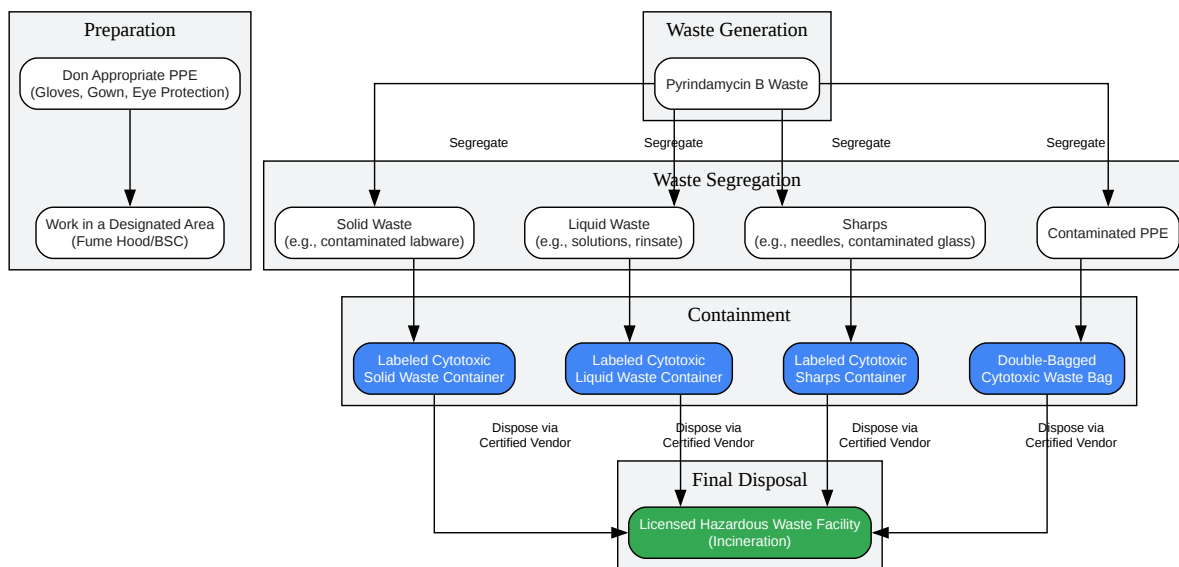 Preparation
Don Appropriate PPE
(Gloves, Gown, Eye Protection)
Work in a Designated Area
(Fume Hood/BSC)
Waste Generation
Pyrindamycin B Waste
Segregate
Segregate
Segregate
Segregate
Waste Segregation
Solid Waste
(e.g., contaminated labware)
Liquid Waste
(e.g., solutions, rinsate)
Sharps
(e.g., needles, contaminated glass)
Contaminated PPE
Containment
Labeled Cytotoxic
Solid Waste Container
Labeled Cytotoxic
Liquid Waste Container
Labeled Cytotoxic
Sharps Container
Double-Bagged
Cytotoxic Waste Bag
Dispose via
Certified Vendor
Dispose via
Certified Vendor
Dispose via
Certified Vendor
Dispose via
Certified Vendor
Final Disposal
Licensed Hazardous Waste Facility
(Incineration)